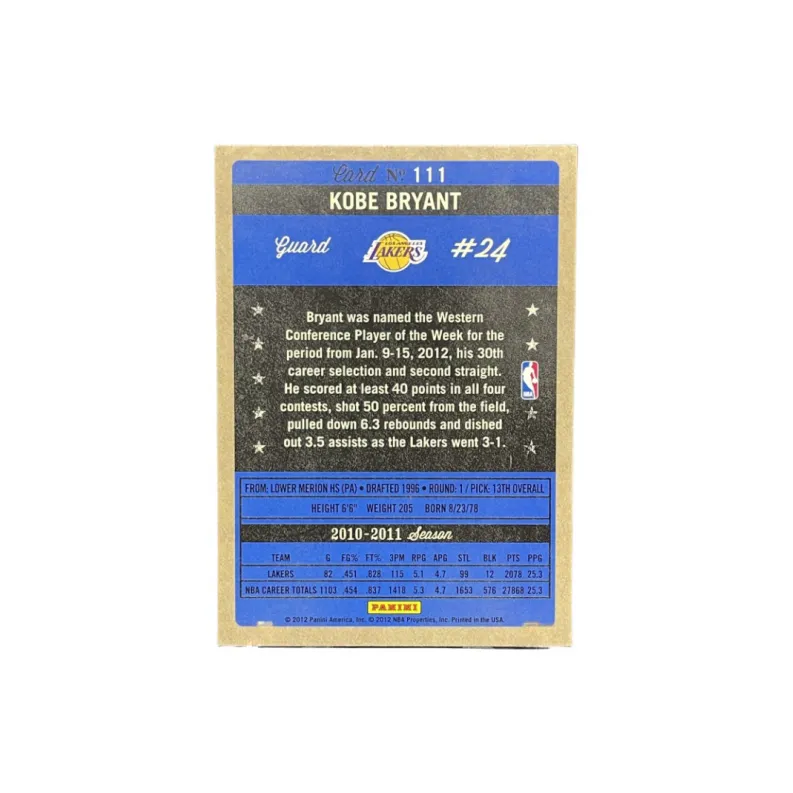 Card No. 111
KOBE BRYANT
Guard
LOS ANGELES
LAKERS
#24
Bryant was named the Western
Conference Player of the Week for the
period from Jan. 9-15, 2012, his 30th
career selection and second straight.
He scored at least 40 points in all four
contests, shot 50 percent from the field,
pulled down 6.3 rebounds and dished
out 3.5 assists as the Lakers went 3-1.
NBA
FROM: LOWER MERION HS (PA) • DRAFTED 1996 • ROUND: 1 / PICK: 13TH OVERALL
HEIGHT 6'6" WEIGHT 205 BORN 8/23/78
2010-2011 Season
TEAM G FG% FT% 3PM RPG APG STL BLK PTS PPG
LAKERS 82 .451 .828 115 5.1 4.7 99 12 2078 25.3
NBA CAREER TOTALS 1103 .454 .837 1418 5.3 4.7 1653 576 27868 25.3
PANINI
© 2012 Panini America, Inc. © 2012 NBA Properties, Inc. Printed in the USA.